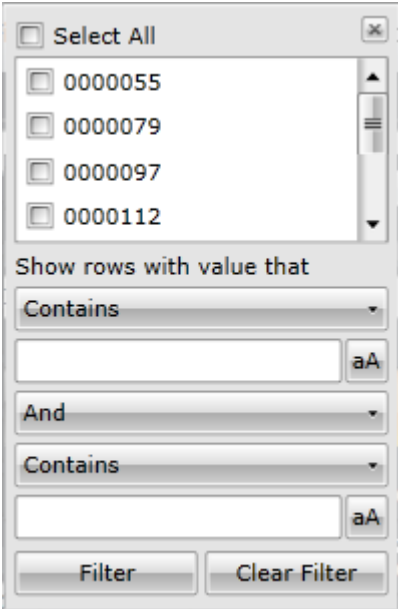 Select All
0000055
0000079
0000097
0000112
Show rows with value that
Contains
aA
And
Contains
aA
Filter Clear Filter